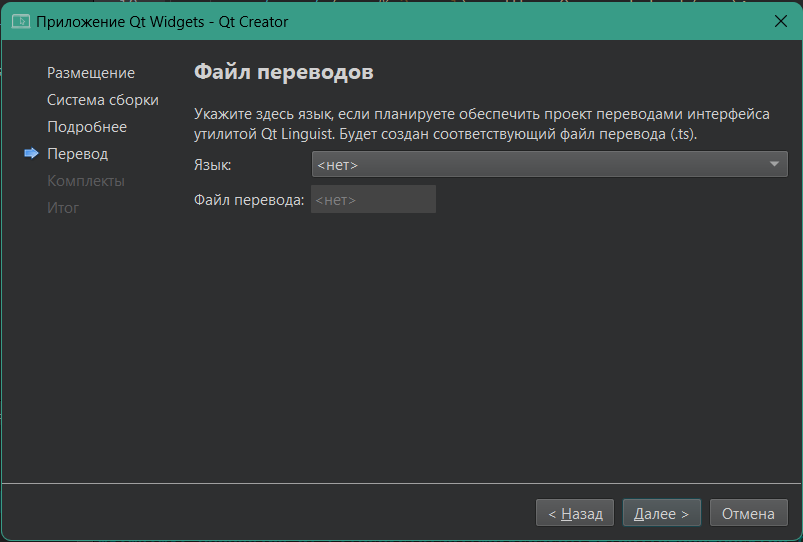 Приложение Qt Widgets - Qt Creator
Размещение
Система сборки
Подробнее
Перевод
Комплекты
Итог
Файл переводов
Укажите здесь язык, если планируете обеспечить проект переводами интерфейса
утилитой Qt Linguist. Будет создан соответствующий файл перевода (.ts).
Язык:
<нет>
Файл перевода:
<нет>
< Назад
Далее >
Отмена